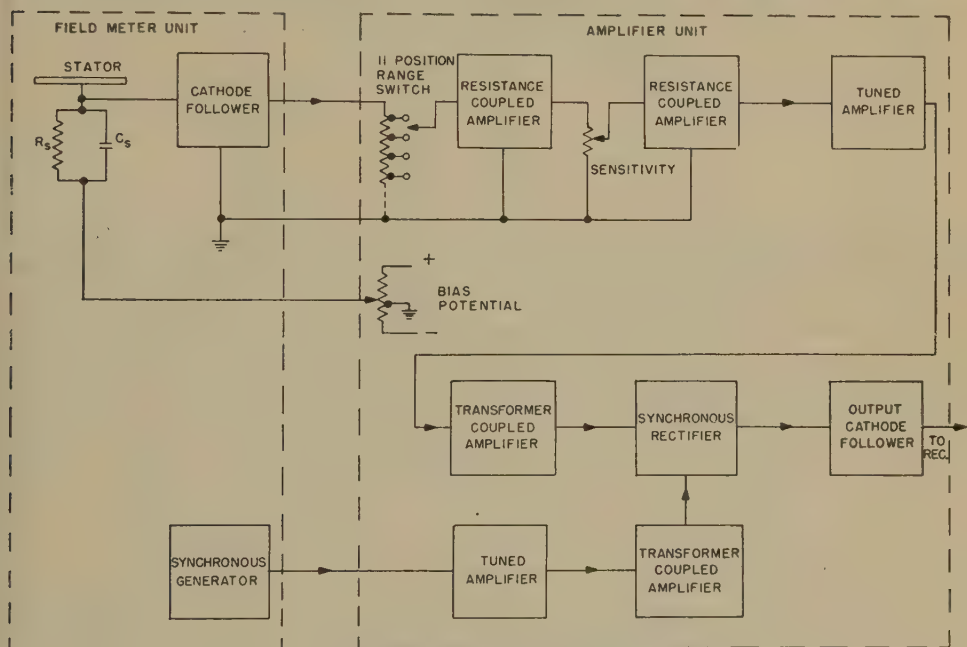 FIELD METER UNIT
AMPLIFIER UNIT
STATOR
Rs
Cs
CATHODE
FOLLOWER
11 POSITION
RANGE
SWITCH
RESISTANCE
COUPLED
AMPLIFIER
SENSITIVITY
RESISTANCE
COUPLED
AMPLIFIER
TUNED
AMPLIFIER
+
BIAS
POTENTIAL
−
TRANSFORMER
COUPLED
AMPLIFIER
SYNCHRONOUS
RECTIFIER
OUTPUT
CATHODE
FOLLOWER
TO
REC.
SYNCHRONOUS
GENERATOR
TUNED
AMPLIFIER
TRANSFORMER
COUPLED
AMPLIFIER